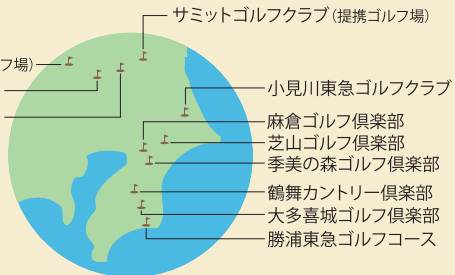 サミットゴルフクラブ(提携ゴルフ場)
フ場)
小見川東急ゴルフクラブ
麻倉ゴルフ倶楽部
芝山ゴルフ倶楽部
季美の森ゴルフ倶楽部
鶴舞カントリー倶楽部
大多喜城ゴルフ倶楽部
勝浦東急ゴルフコース